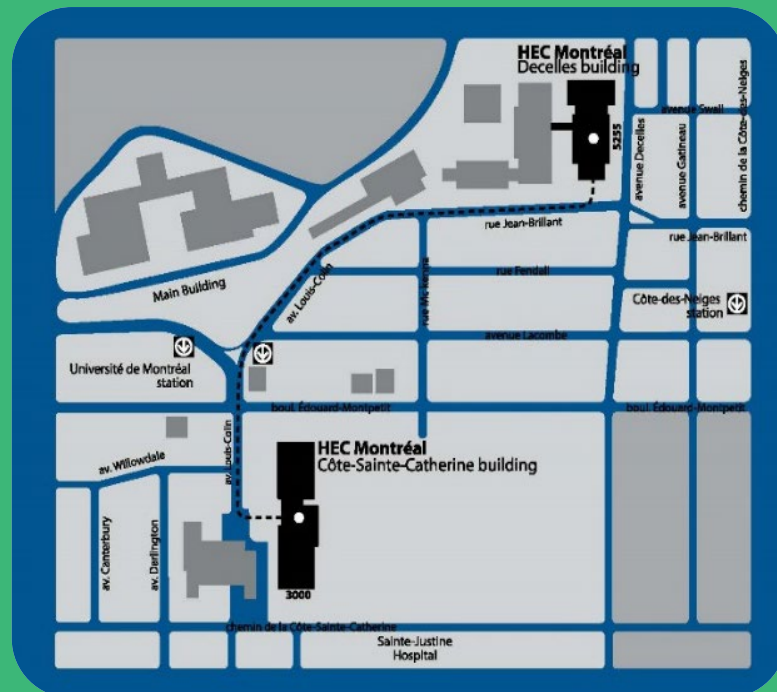 HEC Montréal
Decelles building
avenue Swail
5255
avenue Decelles
avenue Gatineau
chemin de la Côte-des-Neiges
rue Jean-Brillant
rue Jean-Brillant
Main Building
av. Louis-Colin
rue Mc kenna
rue Fendall
Côte-des-Neiges
station
avenue Lacombe
Université de Montréal
station
boul. Édouard-Montpetit
boul. Édouard-Montpetit
av. Willowdale
av. Louis-Colin
HEC Montréal
Côte-Sainte-Catherine building
av. Canterbury
av. Darlington
3000
chemin de la Côte-Sainte-Catherine
Sainte-Justine
Hospital